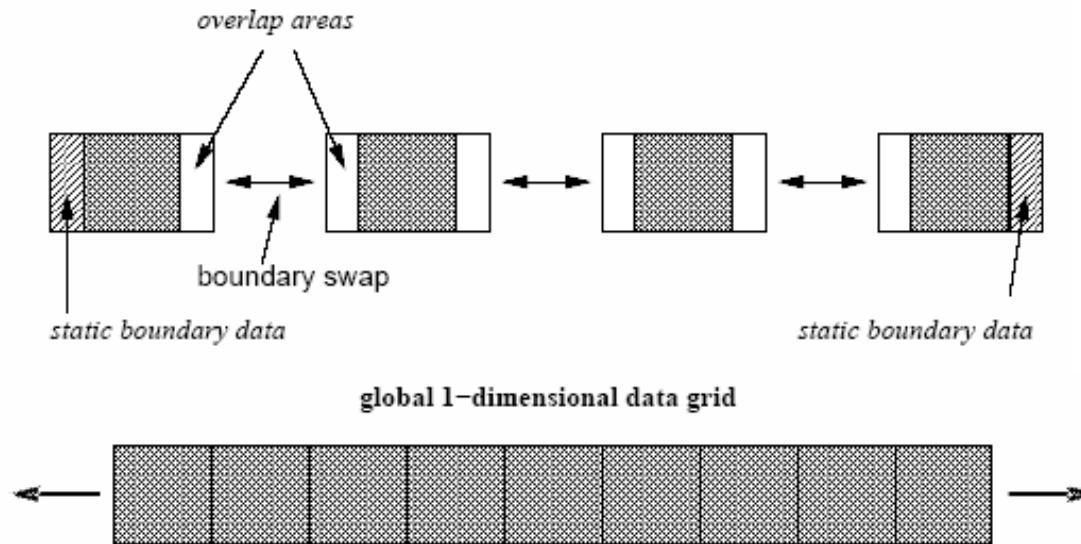 overlap areas
boundary swap
static boundary data
static boundary data
global 1−dimensional data grid